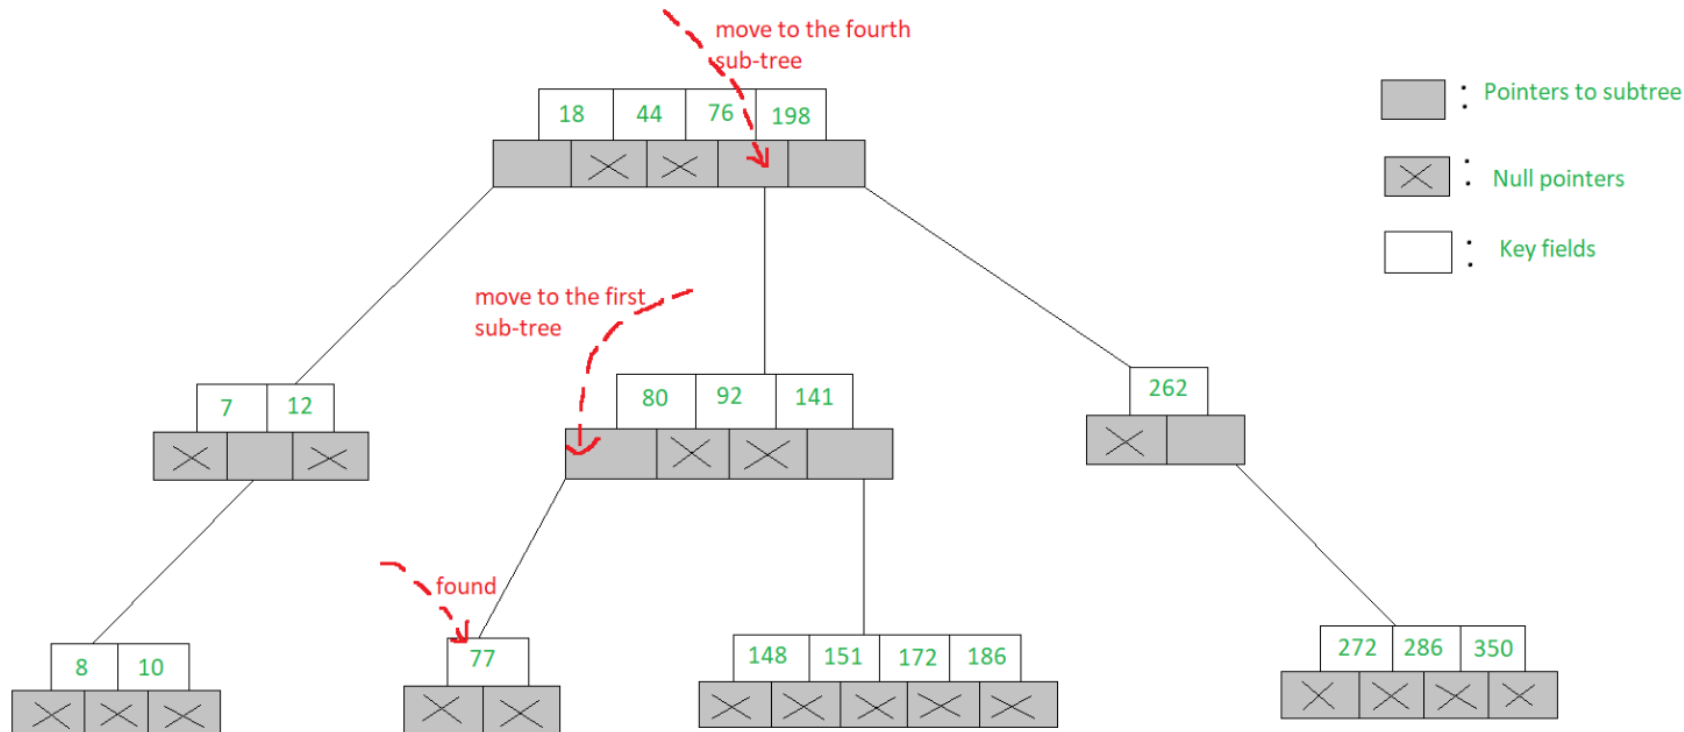 move to the fourth
sub-tree
18 44 76 198
: Pointers to subtree
: Null pointers
: Key fields
move to the first
sub-tree
7 12
80 92 141
262
found
8 10
77
148 151 172 186
272 286 350